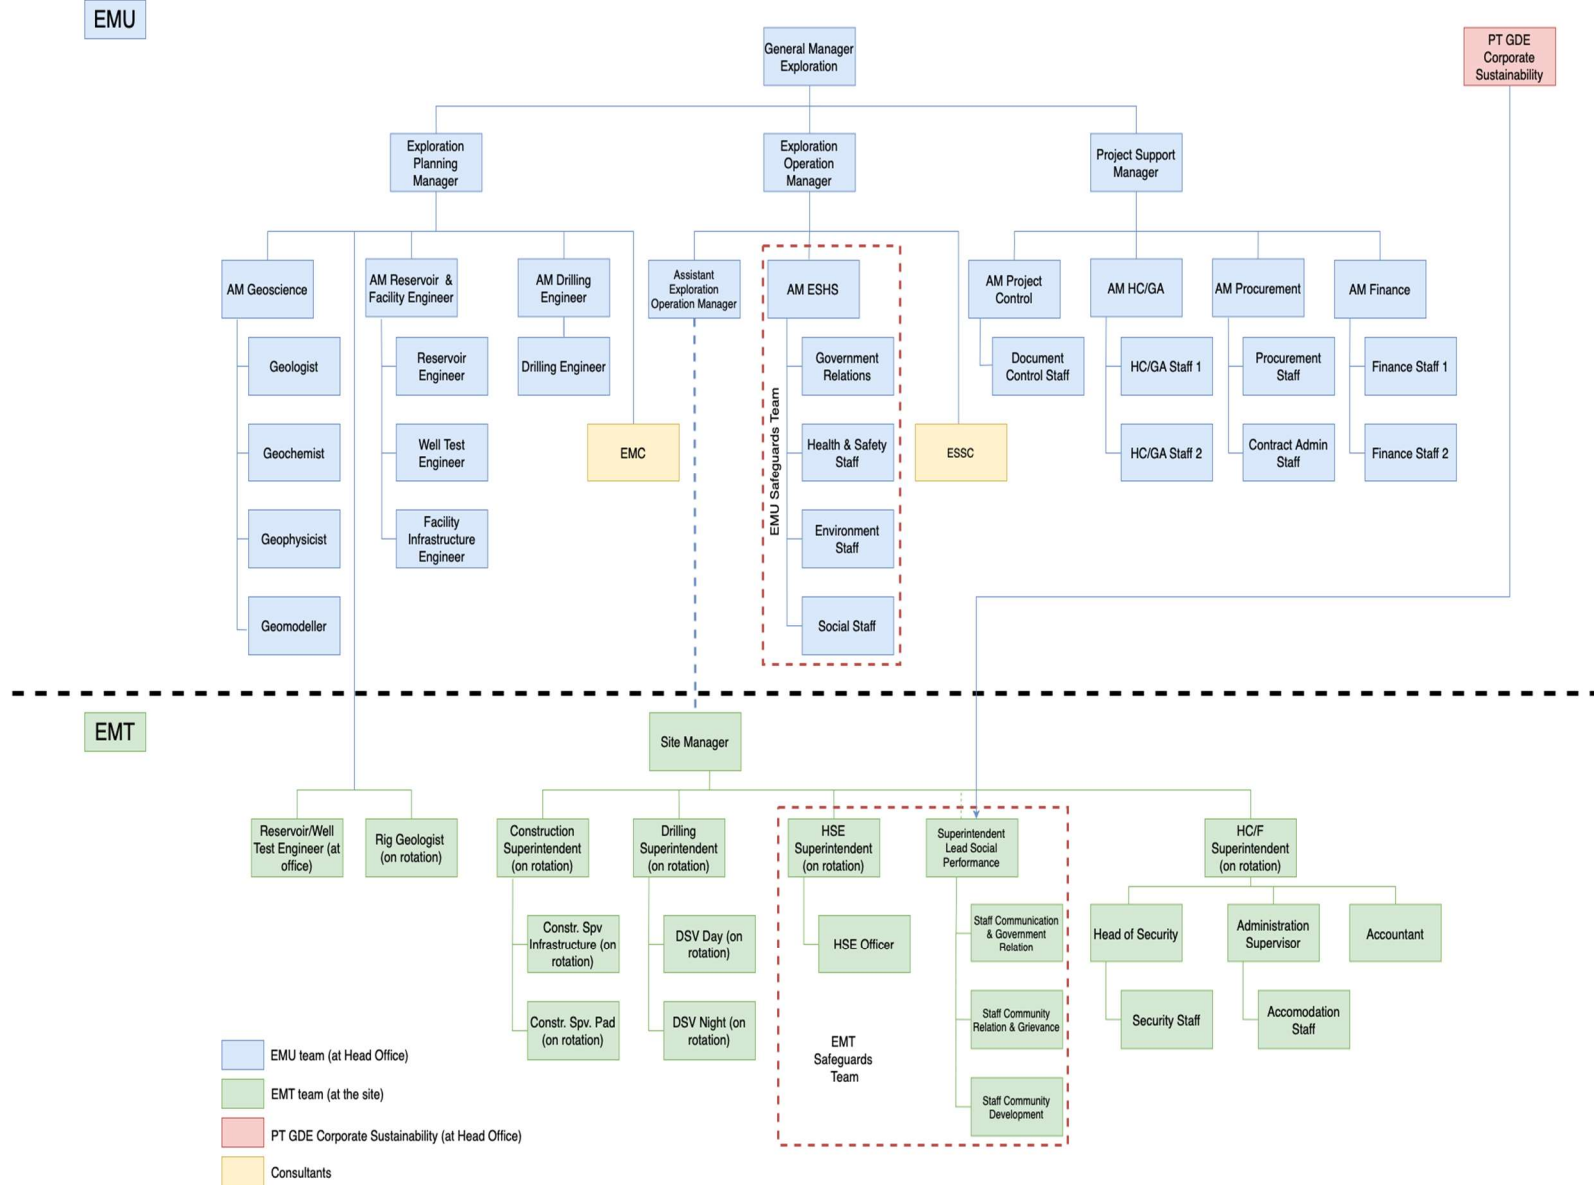 EMU
General Manager
Exploration
PT GDE
Corporate
Sustainability
Exploration
Planning
Manager
Exploration
Operation
Manager
Project Support
Manager
AM Geoscience
AM Reservoir &
Facility Engineer
AM Drilling
Engineer
Assistant
Exploration
Operation Manager
AM ESHS
AM Project
Control
AM HC/GA
AM Procurement
AM Finance
Geologist
Reservoir
Engineer
Drilling Engineer
Government
Relations
Document
Control Staff
HC/GA Staff 1
Procurement
Staff
Finance Staff 1
EMU Safeguards Team
Geochemist
Well Test
Engineer
EMC
Health & Safety
Staff
ESSC
HC/GA Staff 2
Contract Admin
Staff
Finance Staff 2
Geophysicist
Facility
Infrastructure
Engineer
Environment
Staff
Geomodeller
Social Staff
EMT
Site Manager
Reservoir/Well
Test Engineer (at
office)
Rig Geologist
(on rotation)
Construction
Superintendent
(on rotation)
Drilling
Superintendent
(on rotation)
HSE
Superintendent
(on rotation)
Superintendent
Lead Social
Performance
HC/F
Superintendent
(on rotation)
Constr. Spv
Infrastructure (on
rotation)
DSV Day (on
rotation)
HSE Officer
Staff Communication
& Government
Relation
Head of Security
Administration
Supervisor
Accountant
Constr. Spv. Pad
(on rotation)
DSV Night (on
rotation)
Staff Community
Relation & Grievance
Security Staff
Accomodation
Staff
EMT
Safeguards
Team
Staff Community
Development
EMU team (at Head Office)
EMT team (at the site)
PT GDE Corporate Sustainability (at Head Office)
Consultants